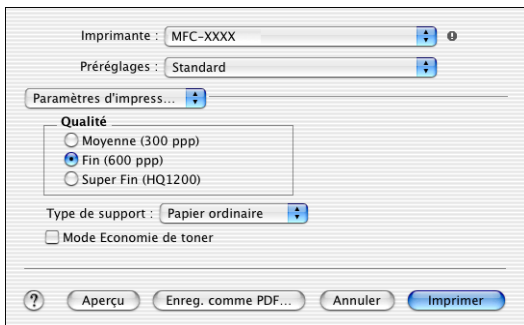 Imprimante : MFC-XXXX
Préréglages : Standard
Paramètres d'impress...
Qualité
Moyenne (300 ppp)
Fin (600 ppp)
Super Fin (HQ1200)
Type de support : Papier ordinaire
Mode Economie de toner
? Aperçu Enreg. comme PDF... Annuler Imprimer